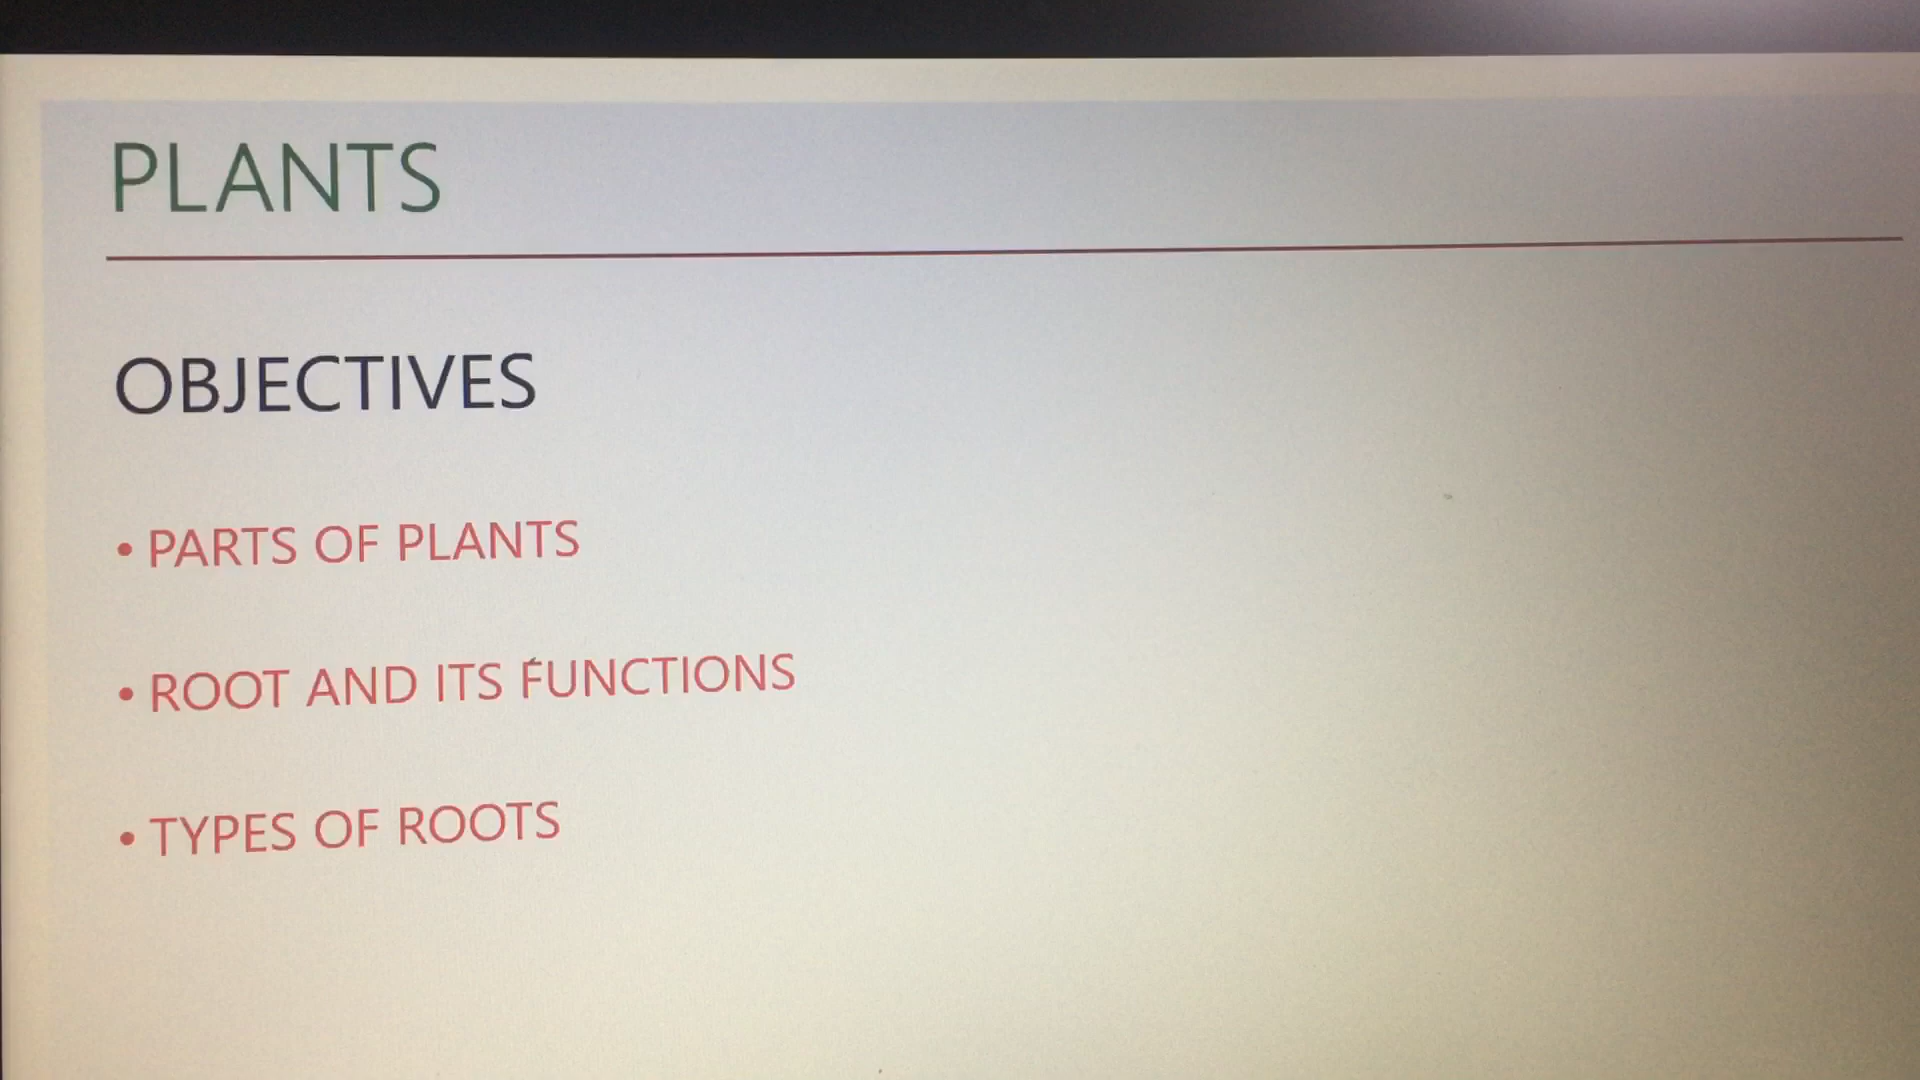 PLANTS
OBJECTIVES
• PARTS OF PLANTS
• ROOT AND ITS FUNCTIONS
• TYPES OF ROOTS